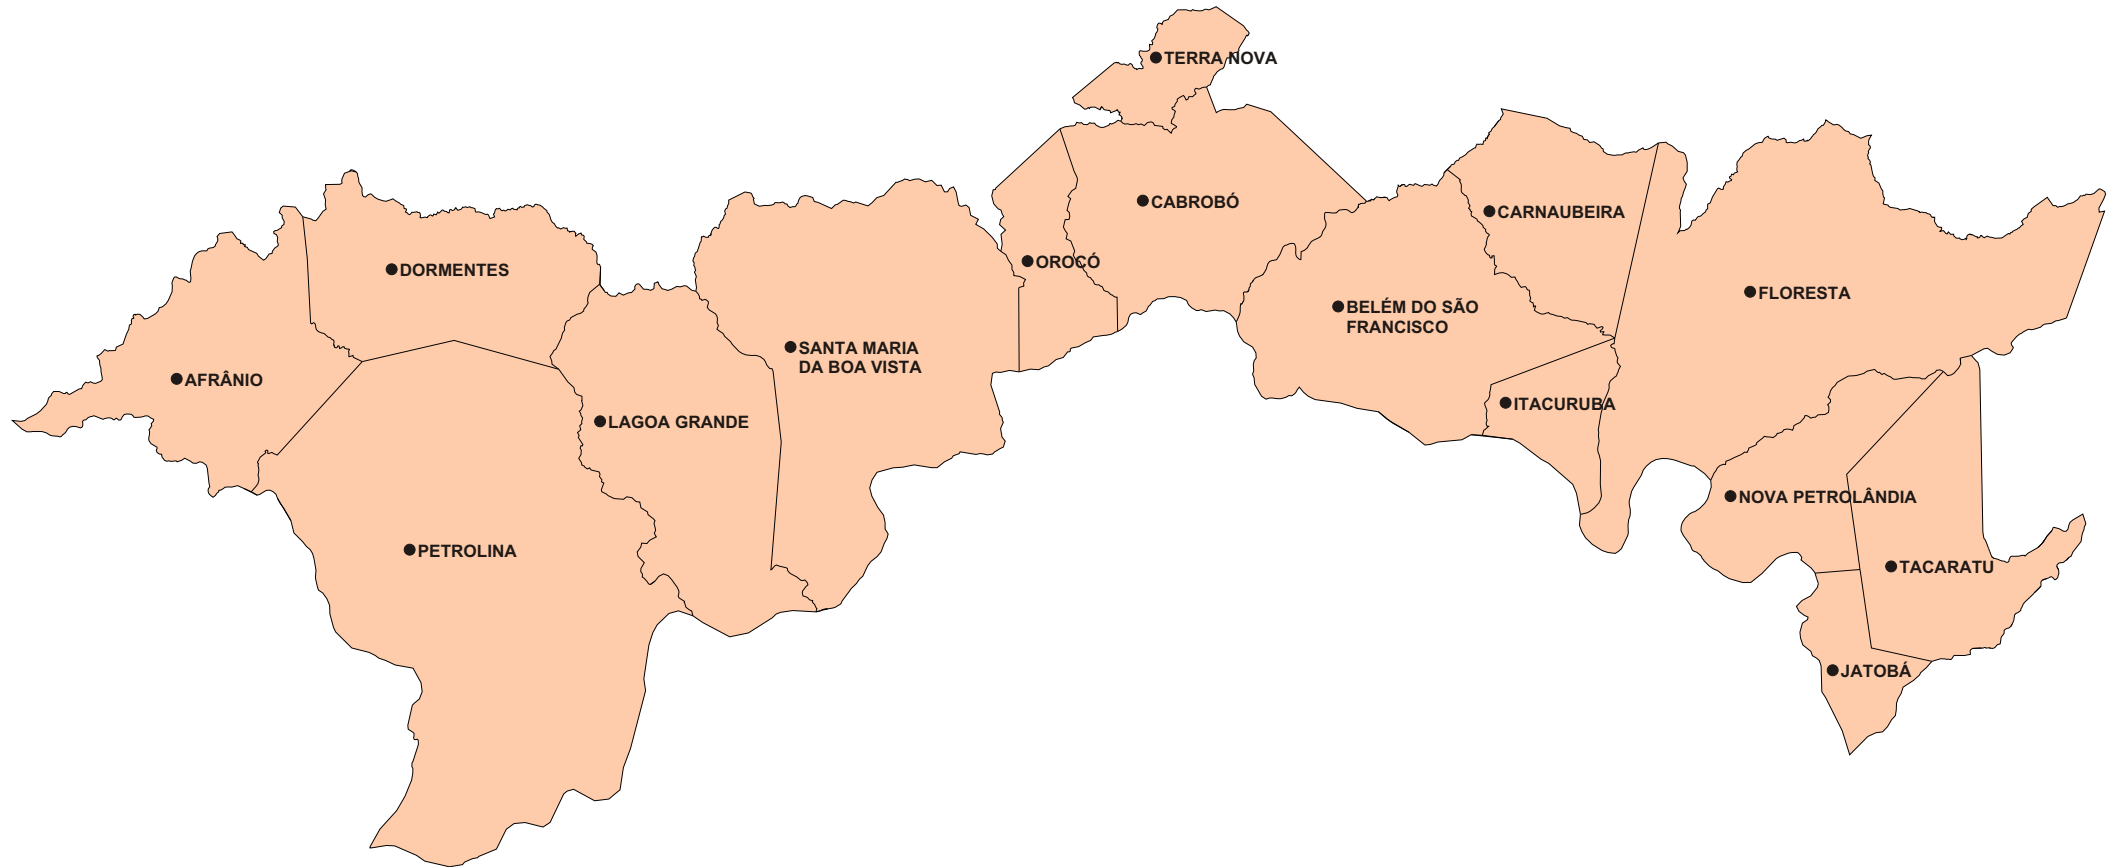 TERRA NOVA
CABROBÓ
CARNAUBEIRA
OROCÓ
DORMENTES
FLORESTA
BELÉM DO SÃO
FRANCISCO
SANTA MARIA
DA BOA VISTA
AFRÂNIO
ITACURUBA
LAGOA GRANDE
NOVA PETROLÂNDIA
PETROLINA
TACARATU
JATOBÁ